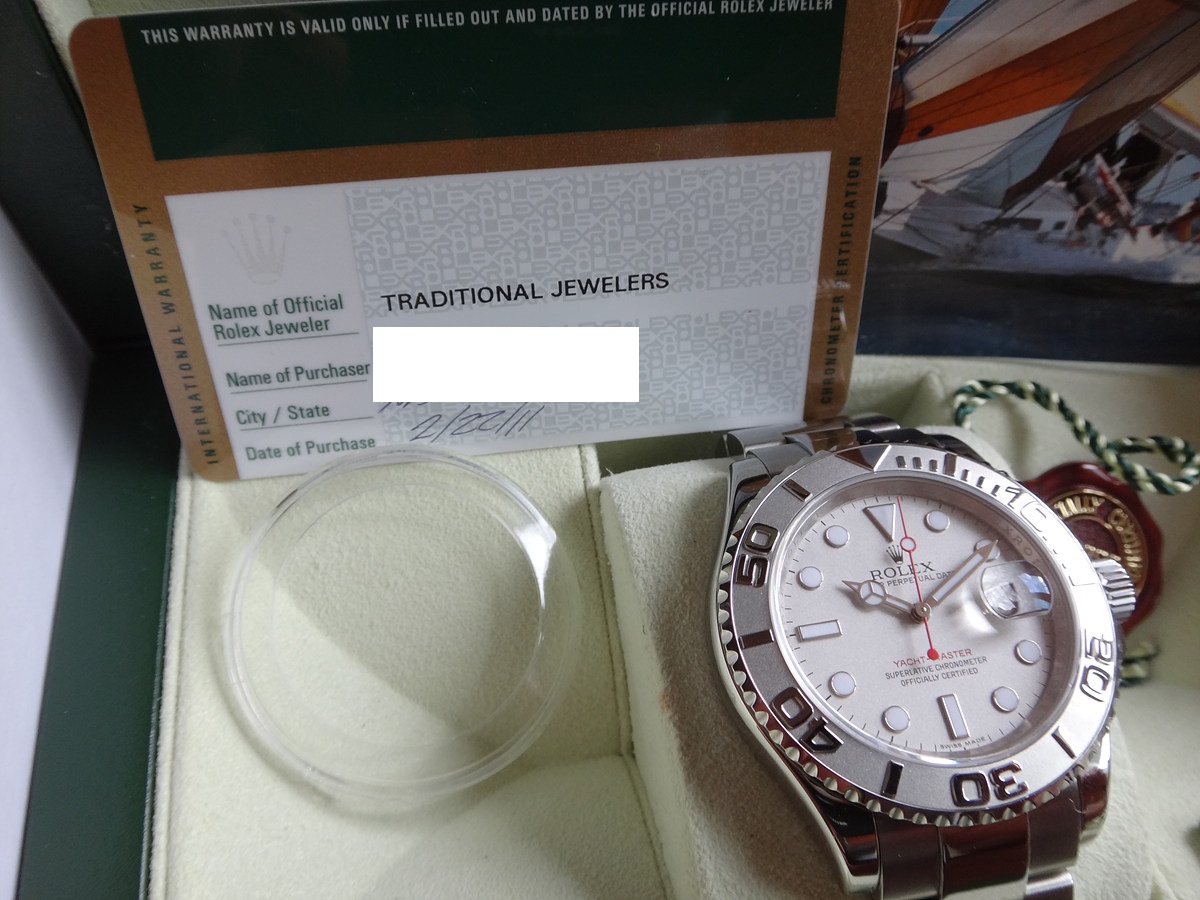 THIS WARRANTY IS VALID ONLY IF FILLED OUT AND DATED BY THE OFFICIAL ROLEX JEWELER
INTERNATIONAL WARRANTY
CHRONOMETER CERTIFICATION
Name of Official
Rolex Jeweler
TRADITIONAL JEWELERS
Name of Purchaser
City / State
Date of Purchase
2/22/11
ROLEX
PERPETUAL
YACHT-MASTER
SUPERLATIVE CHRONOMETER
OFFICIALLY CERTIFIED
SWISS MADE
10
20
30
40
50